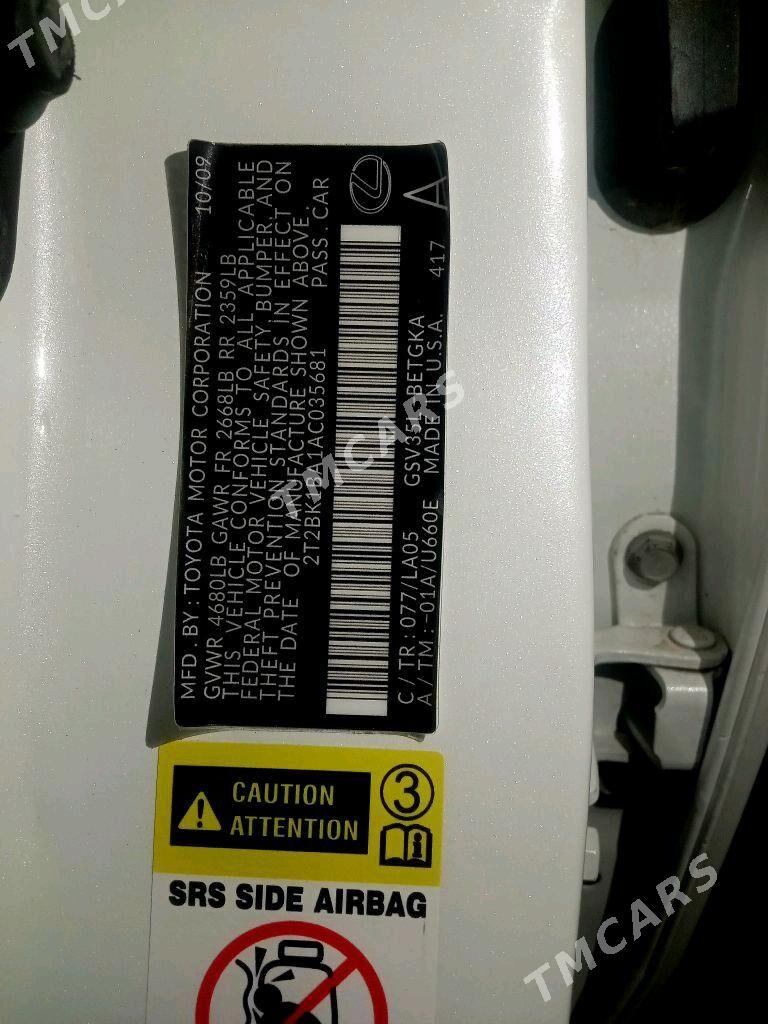 TMCARS
MFD. BY: TOYOTA MOTOR CORPORATION 10/09
GVWR 4680LB GAWR FR 2668LB RR 2359LB
THIS VEHICLE CONFORMS TO ALL APPLICABLE
FEDERAL MOTOR VEHICLE SAFETY, BUMPER, AND
THEFT PREVENTION STANDARDS IN EFFECT ON
THE DATE OF MANUFACTURE SHOWN ABOVE.
PASS. CAR
C/TR: 077/LA05
A/TM: -01A/U660E MADE IN U.S.A. 417 A
TMCARS
CAUTION
ATTENTION
3
SRS SIDE AIRBAG
TMCARS